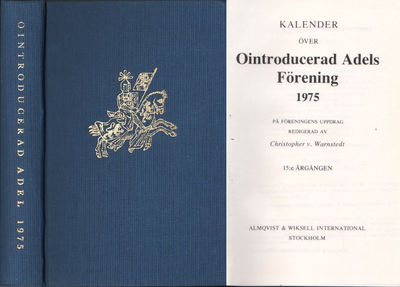 OINTRODUCERAD ADEL 1975
KALENDER
ÖVER
Ointroducerad Adels
Förening
1975
PÅ FÖRENINGENS UPPDRAG
REDIGERAD AV
Christopher v. Warnstedt
15:e ÅRGÅNGEN
ALMQVIST & WIKSELL INTERNATIONAL
STOCKHOLM